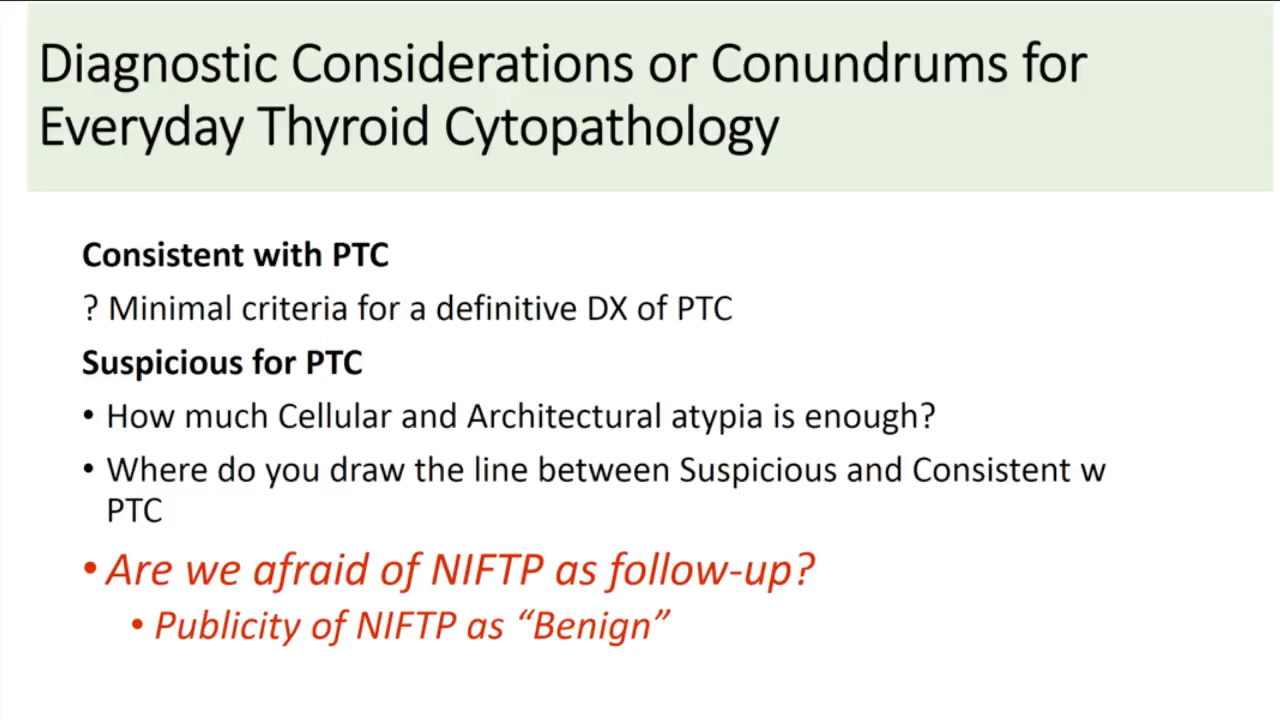 Diagnostic Considerations or Conundrums for
Everyday Thyroid Cytopathology
Consistent with PTC
? Minimal criteria for a definitive DX of PTC
Suspicious for PTC
• How much Cellular and Architectural atypia is enough?
• Where do you draw the line between Suspicious and Consistent w
PTC
• Are we afraid of NIFTP as follow-up?
• Publicity of NIFTP as “Benign”